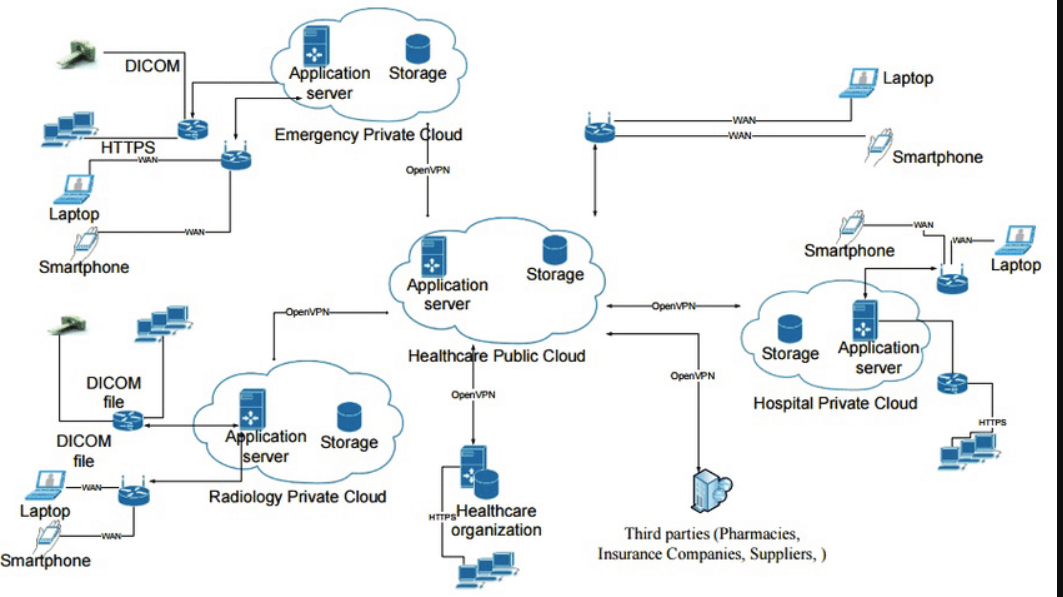 DICOM
Application
server
Storage
Emergency Private Cloud
HTTPS
WAN
Laptop
WAN
Smartphone
OpenVPN
Laptop
WAN
WAN
Smartphone
Application
server
Storage
Healthcare Public Cloud
Smartphone
WAN
WAN
Laptop
OpenVPN
Storage
Application
server
Hospital Private Cloud
HTTPS
OpenVPN
DICOM
file
DICOM
file
Application
server
Storage
Radiology Private Cloud
Laptop
WAN
Smartphone
WAN
OpenVPN
HTTPS
Healthcare
organization
OpenVPN
Third parties (Pharmacies,
Insurance Companies, Suppliers, )